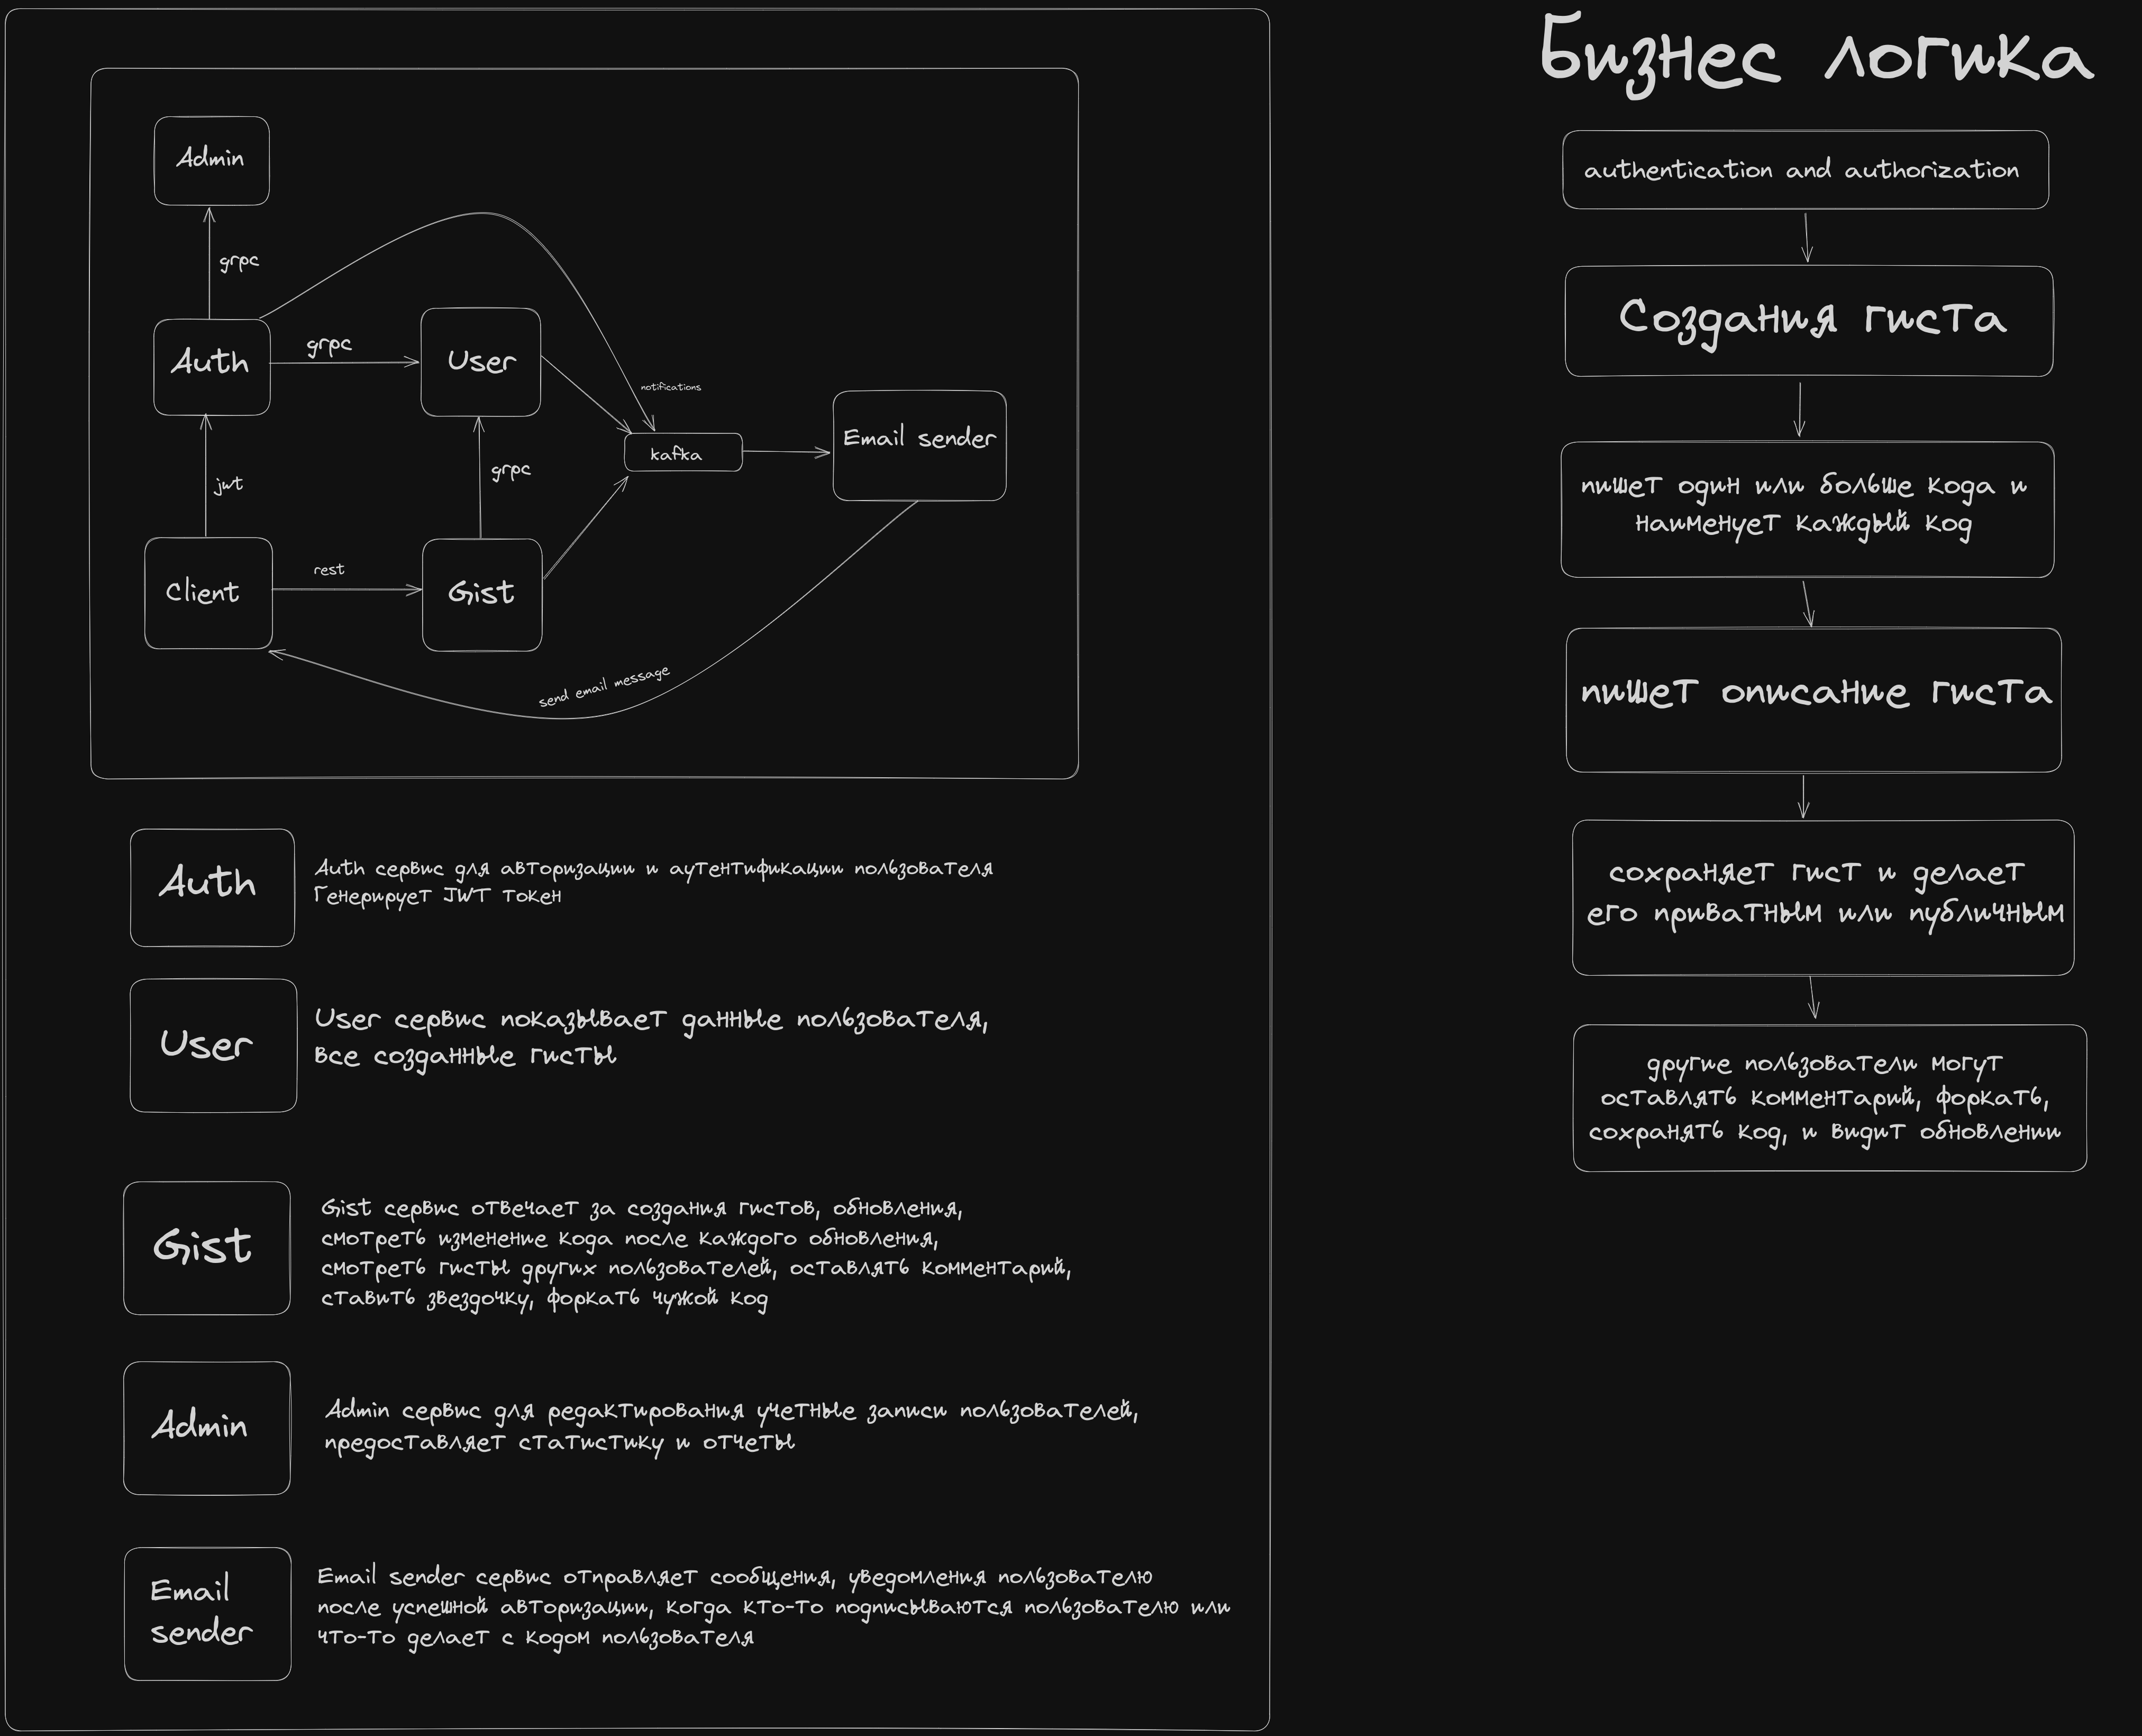 Admin
grpc
Auth
grpc
User
notifications
kafka
Email sender
jwt
grpc
Client
rest
Gist
send email message
Auth
Auth сервис для авторизации и аутентификации пользователя
Генерирует JWT токен
User
User сервис показывает данные пользователя,
все созданные гисты
Gist
Gist сервис отвечает за создания гистов, обновления,
смотреть изменение кода после каждого обновления,
смотреть гисты других пользователей, оставлять комментарий,
ставить звездочку, форкать чужой код
Admin
Admin сервис для редактирования учетные записи пользователей,
предоставляет статистику и отчеты
Email
sender
Email sender сервис отправляет сообщения, уведомления пользователю
после успешной авторизации, когда кто-то подписываются пользователю или
что-то делает с кодом пользователя
Бизнес логика
authentication and authorization
Создания гиста
пишет один или больше кода и
наименует каждый код
пишет описание гиста
сохраняет гист и делает
его приватным или публичным
другие пользователи могут
оставлять комментарий, форкать,
сохранять код, и видит обновлении